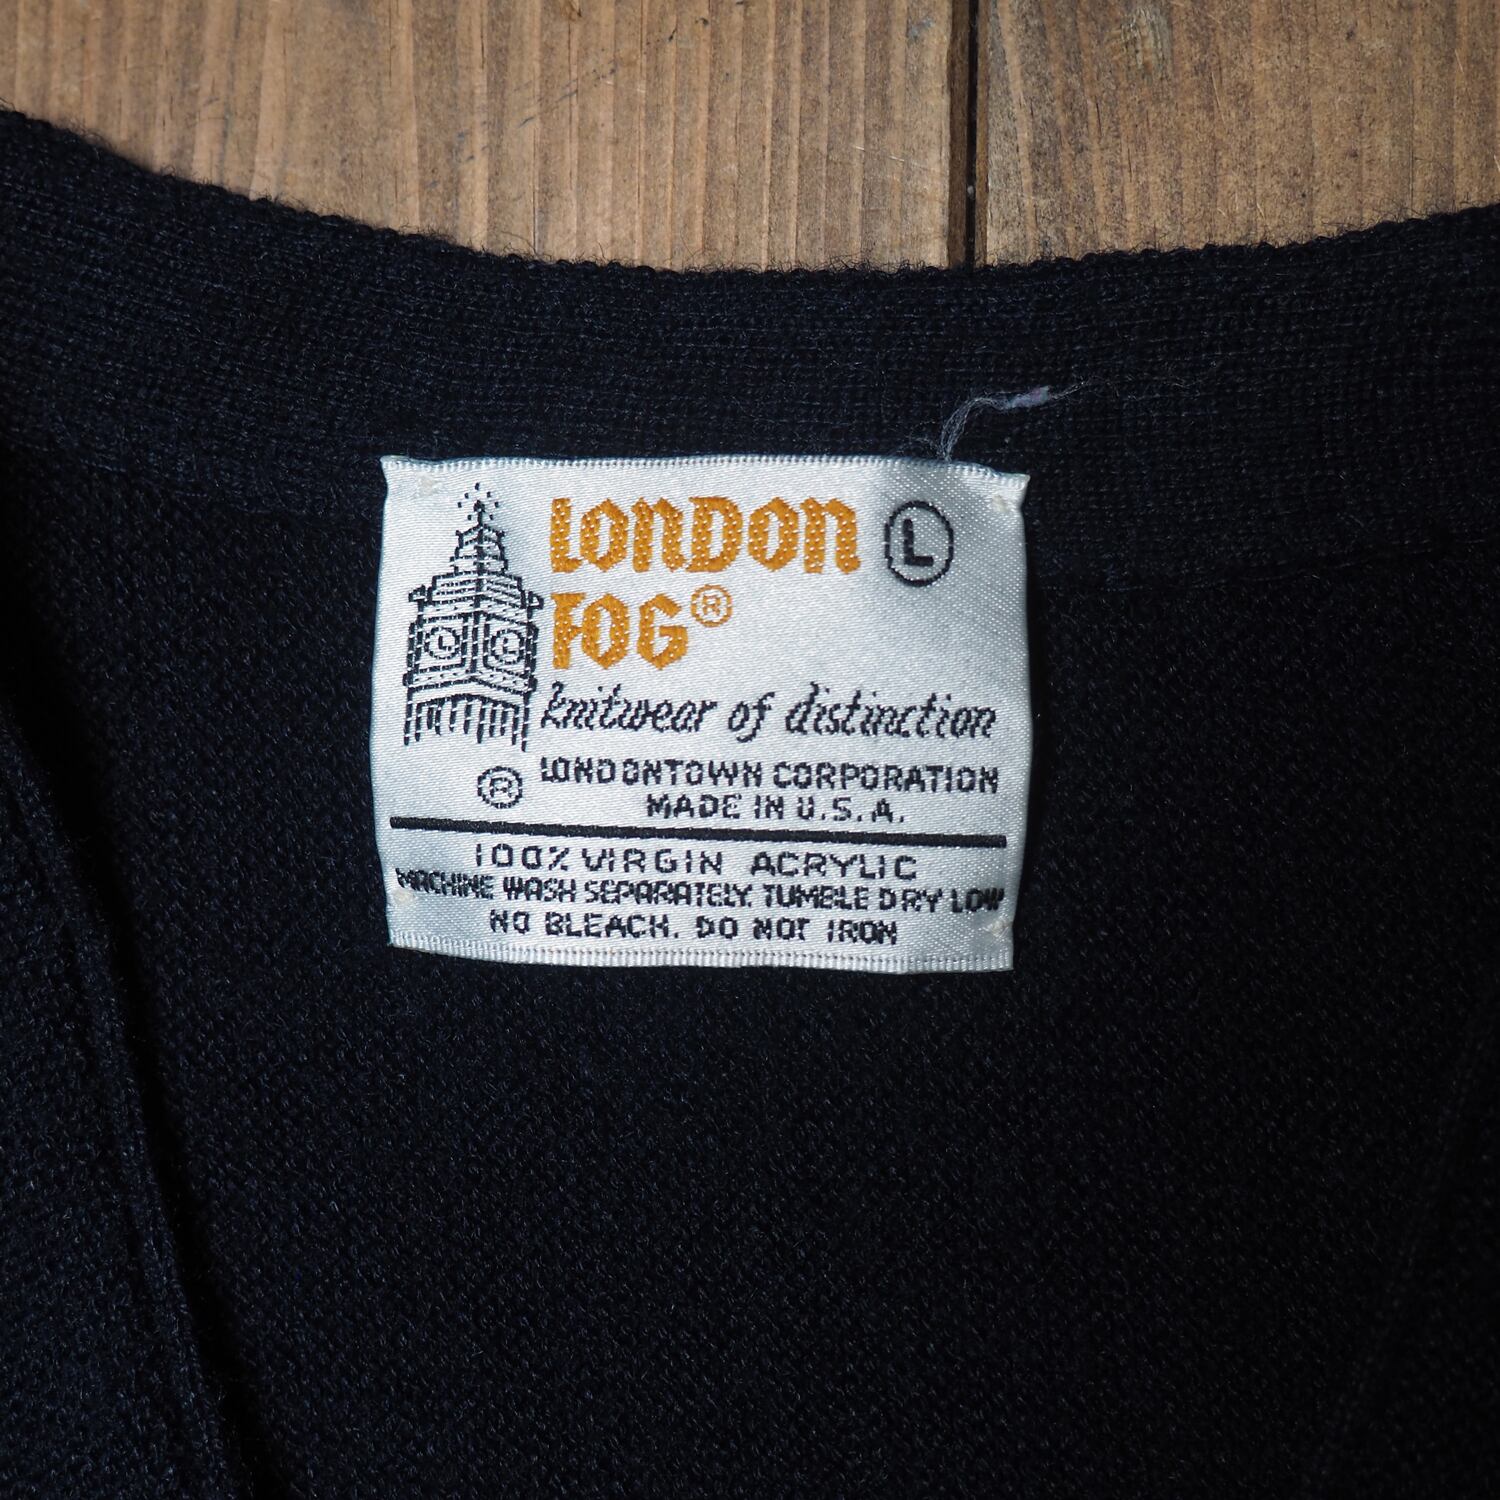 LONDON L
FOG®
knitwear of distinction
® LONDONTOWN CORPORATION
MADE IN U.S.A.
100% VIRGIN ACRYLIC
MACHINE WASH SEPARATELY. TUMBLE DRY LOW
NO BLEACH. DO NOT IRON